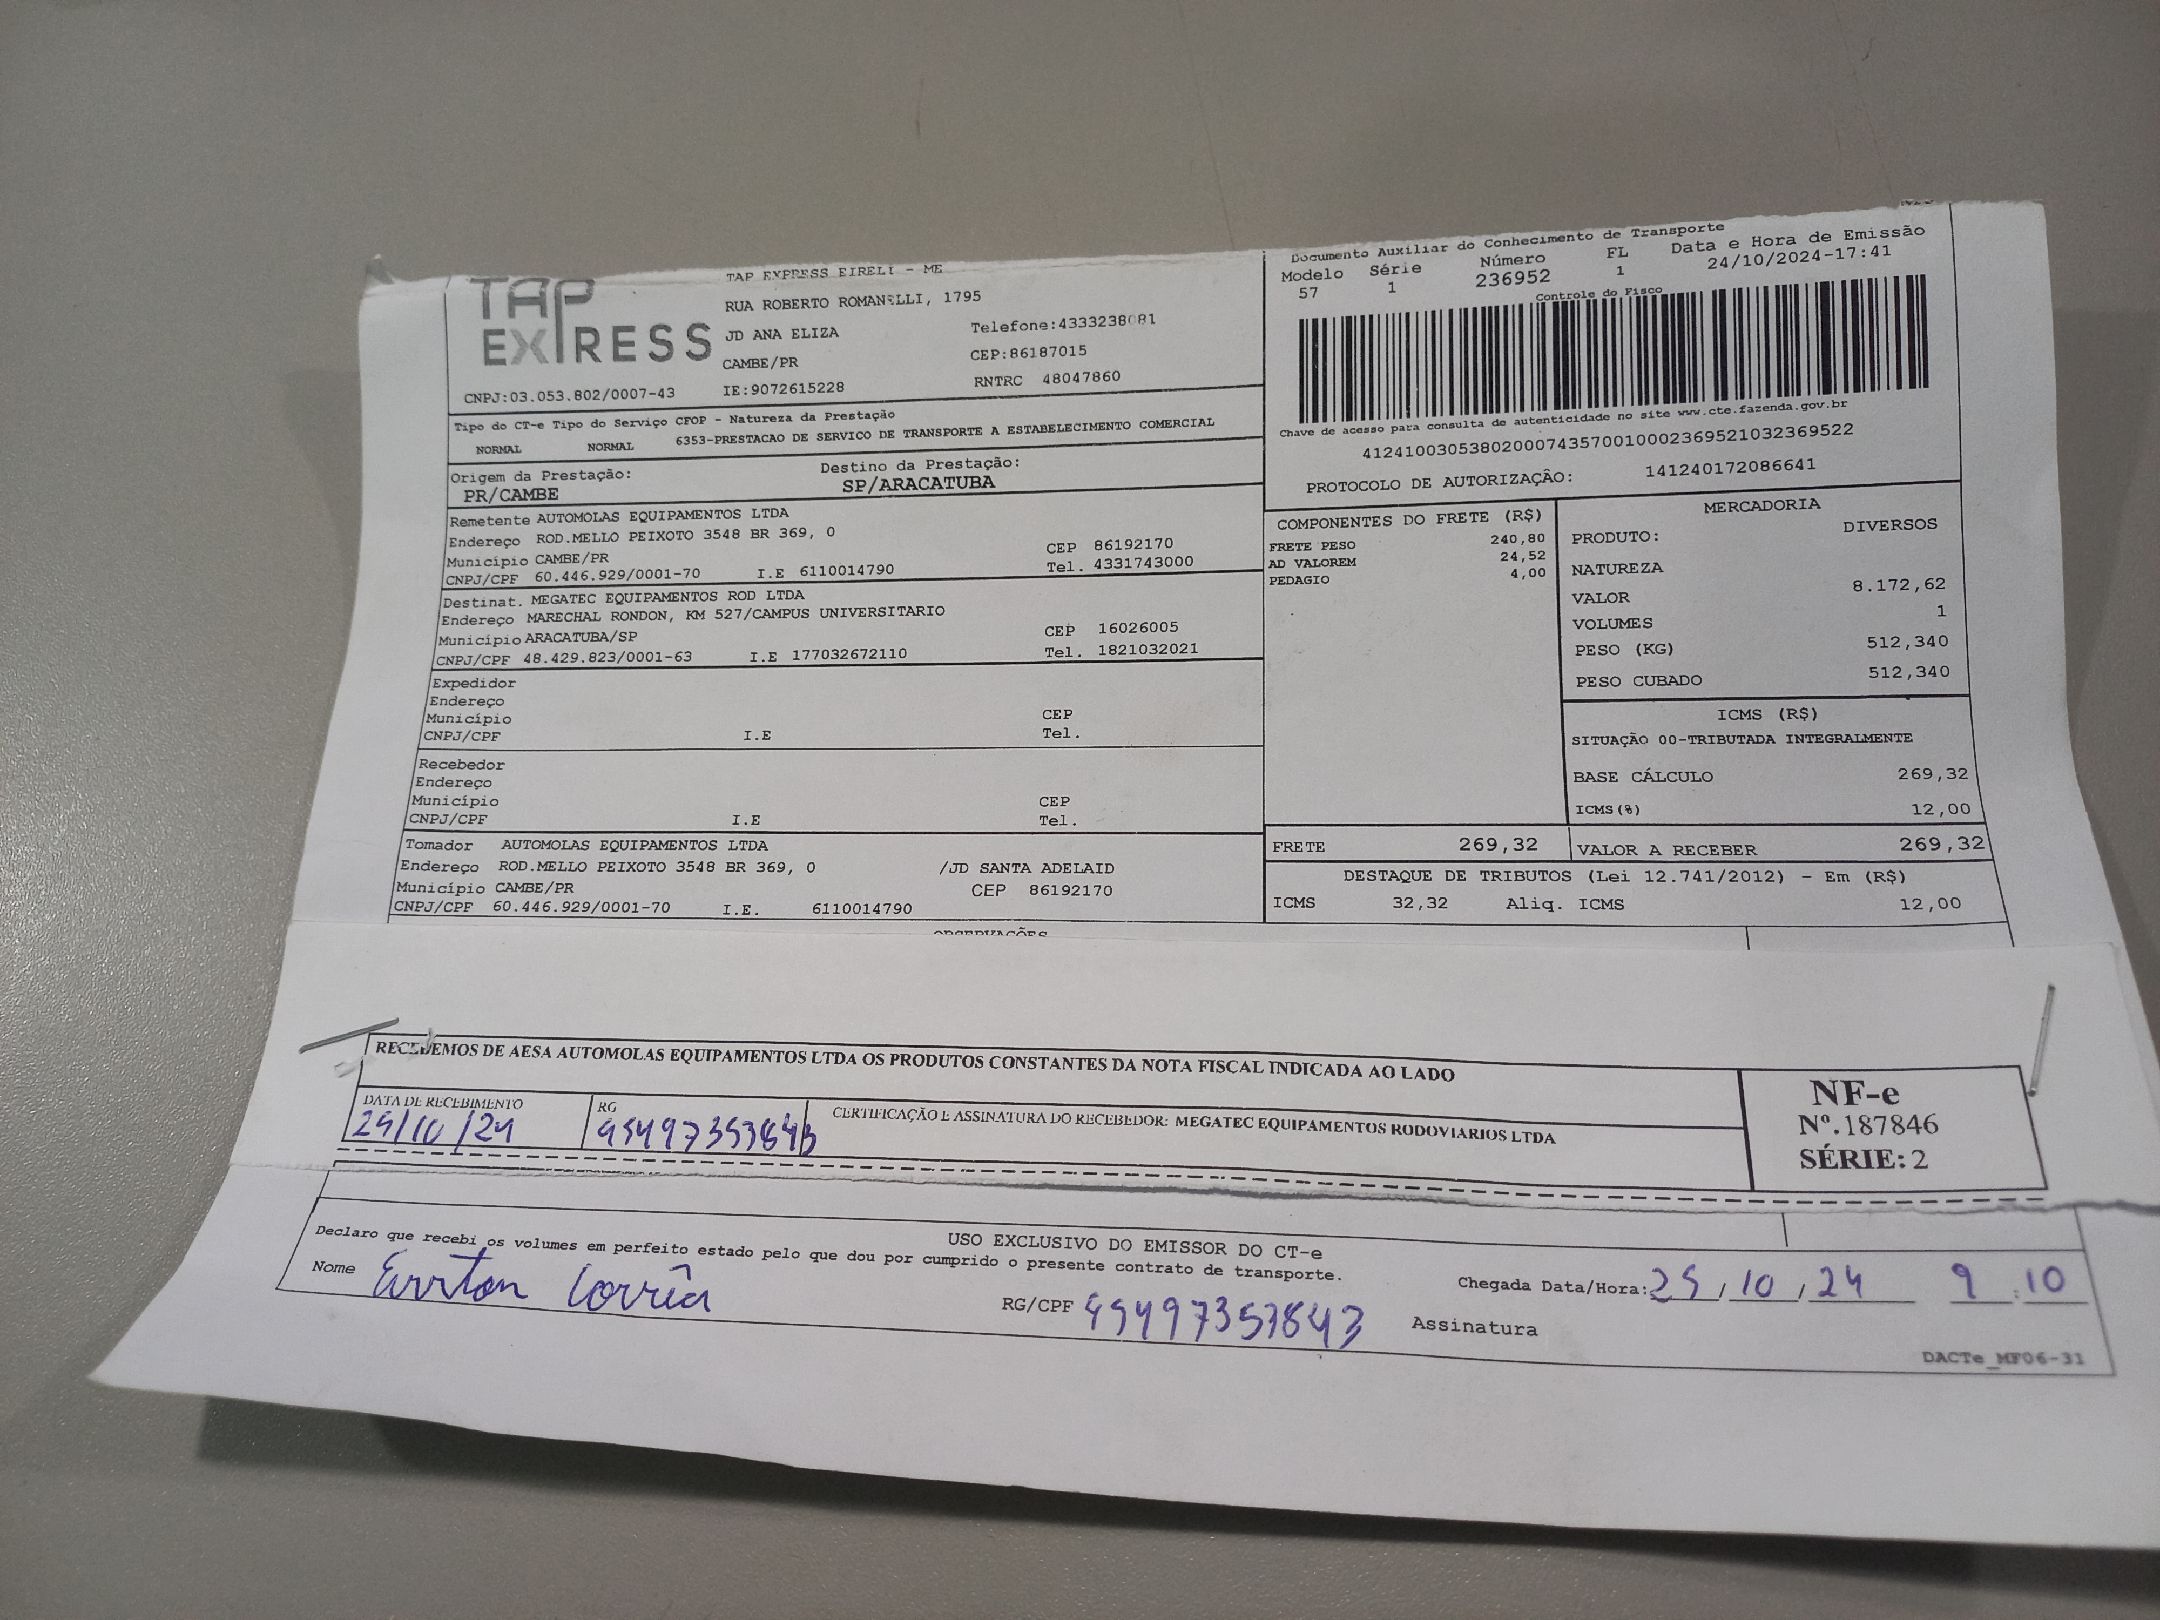 TAP EXPRESS
TAP EXPRESS EIRELI - ME
RUA ROBERTO ROMANELLI, 1795
JD ANA ELIZA Telefone:4333238081
CAMBE/PR CEP:86187015
CNPJ:03.053.802/0007-43 IE:9072615228 RNTRC 48047860
Documento Auxiliar do Conhecimento de Transporte
Modelo Série Número FL Data e Hora de Emissão
57 1 236952 1 24/10/2024-17:41
Controle do Fisco
Chave de acesso para consulta de autenticidade no site www.cte.fazenda.gov.br
41241003053802000743570010002369521032369522
PROTOCOLO DE AUTORIZAÇÃO: 141240172086641
Tipo do CT-e Tipo do Serviço CFOP - Natureza da Prestação
NORMAL NORMAL 6353-PRESTACAO DE SERVICO DE TRANSPORTE A ESTABELECIMENTO COMERCIAL
Origem da Prestação: Destino da Prestação:
PR/CAMBE SP/ARACATUBA
Remetente AUTOMOLAS EQUIPAMENTOS LTDA
Endereço ROD.MELLO PEIXOTO 3548 BR 369, 0
Município CAMBE/PR CEP 86192170
CNPJ/CPF 60.446.929/0001-70 I.E 6110014790 Tel. 4331743000
Destinat. MEGATEC EQUIPAMENTOS ROD LTDA
Endereço MARECHAL RONDON, KM 527/CAMPUS UNIVERSITARIO
Município ARACATUBA/SP CEP 16026005
CNPJ/CPF 48.429.823/0001-63 I.E 177032672110 Tel. 1821032021
Expedidor
Endereço
Município CEP
CNPJ/CPF I.E Tel.
Recebedor
Endereço
Município CEP
CNPJ/CPF I.E Tel.
Tomador AUTOMOLAS EQUIPAMENTOS LTDA
Endereço ROD.MELLO PEIXOTO 3548 BR 369, 0 /JD SANTA ADELAID
Município CAMBE/PR CEP 86192170
CNPJ/CPF 60.446.929/0001-70 I.E. 6110014790
COMPONENTES DO FRETE (R$)
FRETE PESO 240,80
AD VALOREM 24,52
PEDAGIO 4,00
MERCADORIA
PRODUTO: DIVERSOS
NATUREZA
VALOR 8.172,62
VOLUMES 1
PESO (KG) 512,340
PESO CUBADO 512,340
ICMS (R$)
SITUAÇÃO 00-TRIBUTADA INTEGRALMENTE
BASE CÁLCULO 269,32
ICMS(%) 12,00
FRETE 269,32 VALOR A RECEBER 269,32
DESTAQUE DE TRIBUTOS (Lei 12.741/2012) - Em (R$)
ICMS 32,32 Aliq. ICMS 12,00
OBSERVAÇÕES
RECEBEMOS DE AESA AUTOMOLAS EQUIPAMENTOS LTDA OS PRODUTOS CONSTANTES DA NOTA FISCAL INDICADA AO LADO
DATA DE RECEBIMENTO RG CERTIFICAÇÃO E ASSINATURA DO RECEBEDOR: MEGATEC EQUIPAMENTOS RODOVIARIOS LTDA
25/10/24 45497357843
NF-e
Nº.187846
SÉRIE: 2
USO EXCLUSIVO DO EMISSOR DO CT-e
Declaro que recebi os volumes em perfeito estado pelo que dou por cumprido o presente contrato de transporte.
Nome Corrêa RG/CPF 45497357843 Chegada Data/Hora: 25/10/24 9:10
Assinatura
DACTe_MF06-31